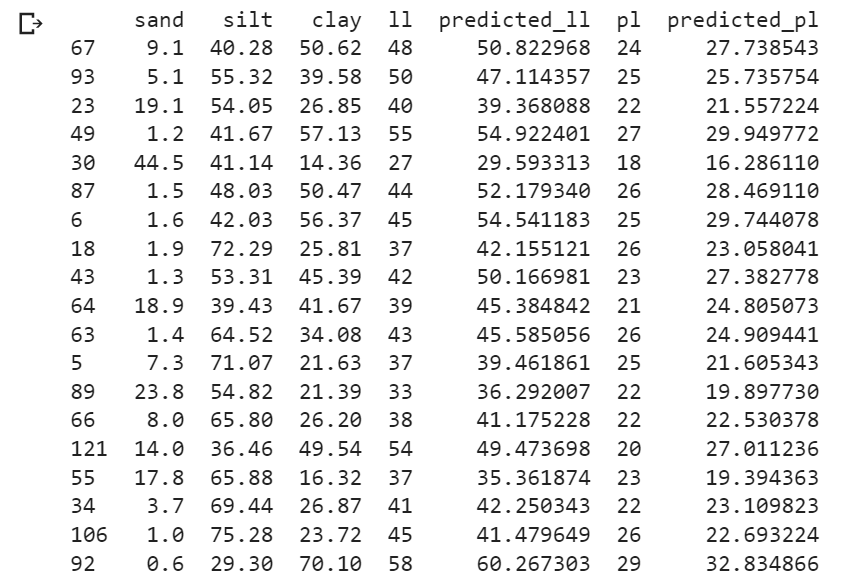 sand silt clay ll predicted_ll pl predicted_pl
67 9.1 40.28 50.62 48 50.822968 24 27.738543
93 5.1 55.32 39.58 50 47.114357 25 25.735754
23 19.1 54.05 26.85 40 39.368088 22 21.557224
49 1.2 41.67 57.13 55 54.922401 27 29.949772
30 44.5 41.14 14.36 27 29.593313 18 16.286110
87 1.5 48.03 50.47 44 52.179340 26 28.469110
6 1.6 42.03 56.37 45 54.541183 25 29.744078
18 1.9 72.29 25.81 37 42.155121 26 23.058041
43 1.3 53.31 45.39 42 50.166981 23 27.382778
64 18.9 39.43 41.67 39 45.384842 21 24.805073
63 1.4 64.52 34.08 43 45.585056 26 24.909441
5 7.3 71.07 21.63 37 39.461861 25 21.605343
89 23.8 54.82 21.39 33 36.292007 22 19.897730
66 8.0 65.80 26.20 38 41.175228 22 22.530378
121 14.0 36.46 49.54 54 49.473698 20 27.011236
55 17.8 65.88 16.32 37 35.361874 23 19.394363
34 3.7 69.44 26.87 41 42.250343 22 23.109823
106 1.0 75.28 23.72 45 41.479649 26 22.693224
92 0.6 29.30 70.10 58 60.267303 29 32.834866